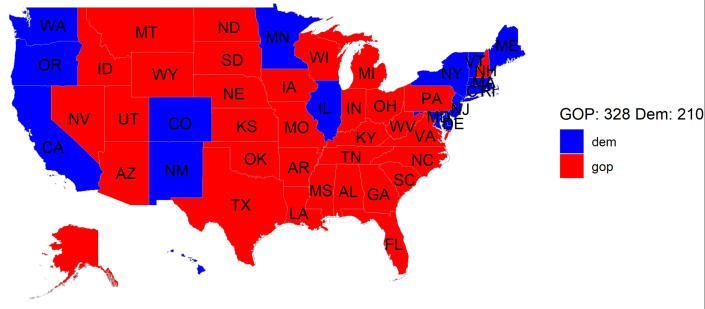 WA
MT
ND
MN
ME
VT
OR
ID
SD
WI
NY
NH
WY
MI
MA
IA
CT
RI
NE
PA
NV
UT
CO
IL
IN
OH
NJ
MD
DE
CA
KS
MO
KY
WV
VA
AZ
NM
OK
AR
TN
NC
SC
TX
LA
MS
AL
GA
FL
GOP: 328 Dem: 210
dem
gop